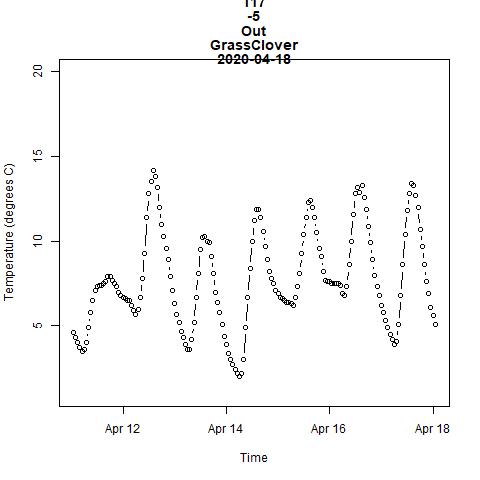 T17
-5
Out
GrassClover
2020-04-18
20
15
10
5
Temperature (degrees C)
Apr 12
Apr 14
Apr 16
Apr 18
Time